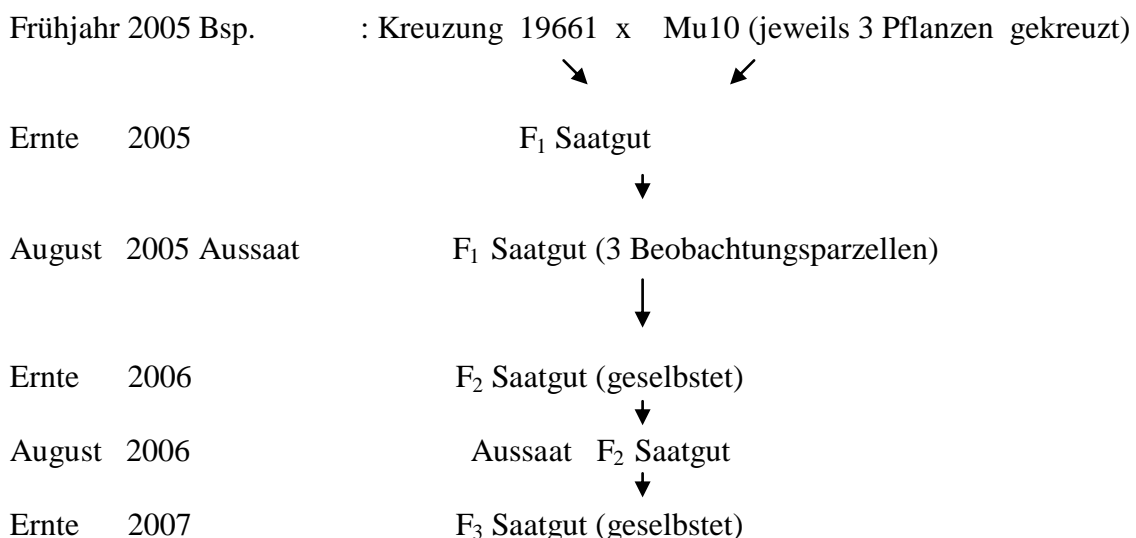 Frühjahr 2005 Bsp. : Kreuzung 19661 x Mu10 (jeweils 3 Pflanzen gekreuzt)
Ernte 2005 F₁ Saatgut
August 2005 Aussaat F₁ Saatgut (3 Beobachtungsparzellen)
Ernte 2006 F₂ Saatgut (geselbstet)
August 2006 Aussaat F₂ Saatgut
Ernte 2007 F₃ Saatgut (geselbstet)